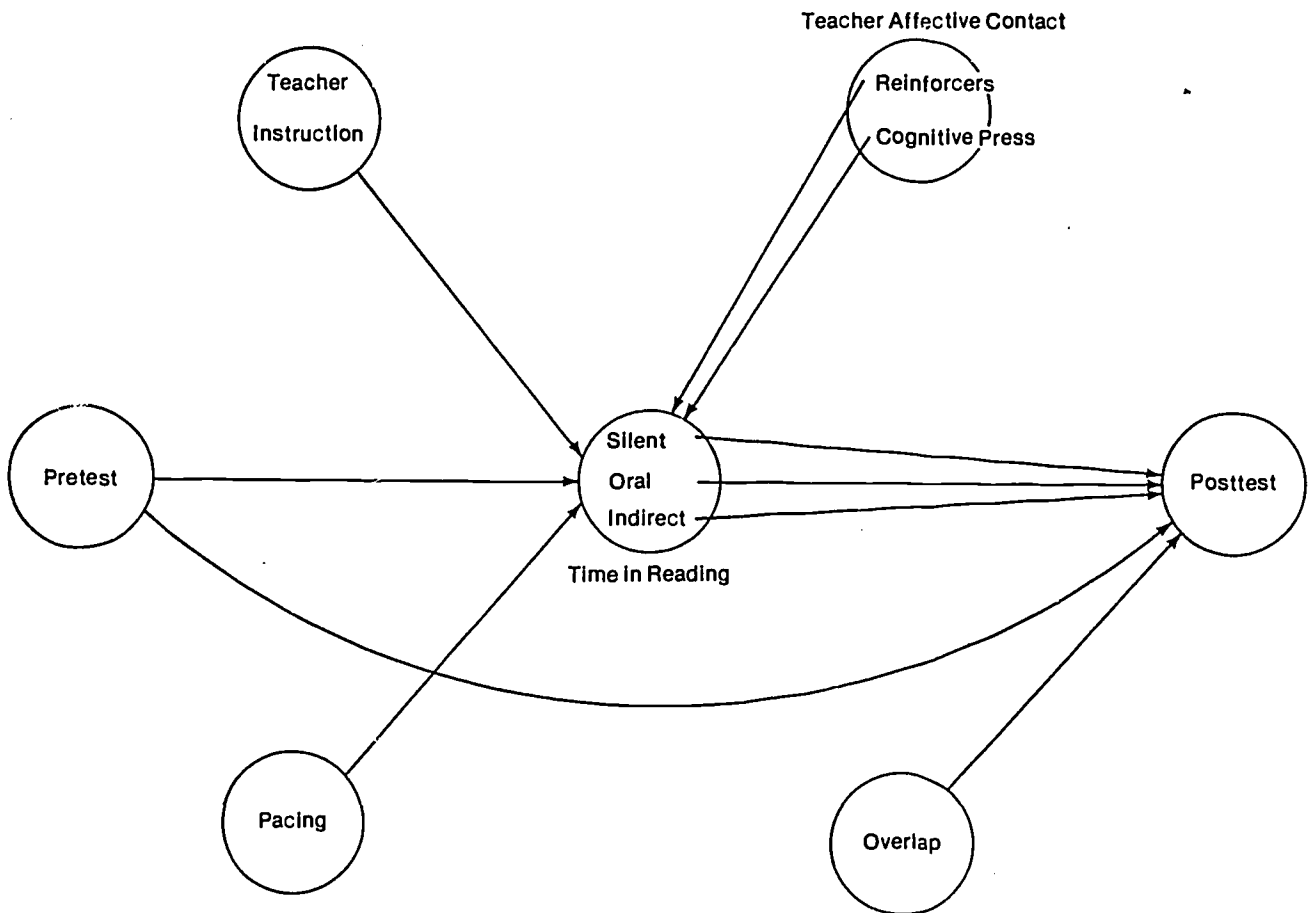 Teacher Affective Contact
Teacher
Instruction
Reinforcers
Cognitive Press
Pretest
Silent
Oral
Indirect
Time in Reading
Posttest
Pacing
Overlap